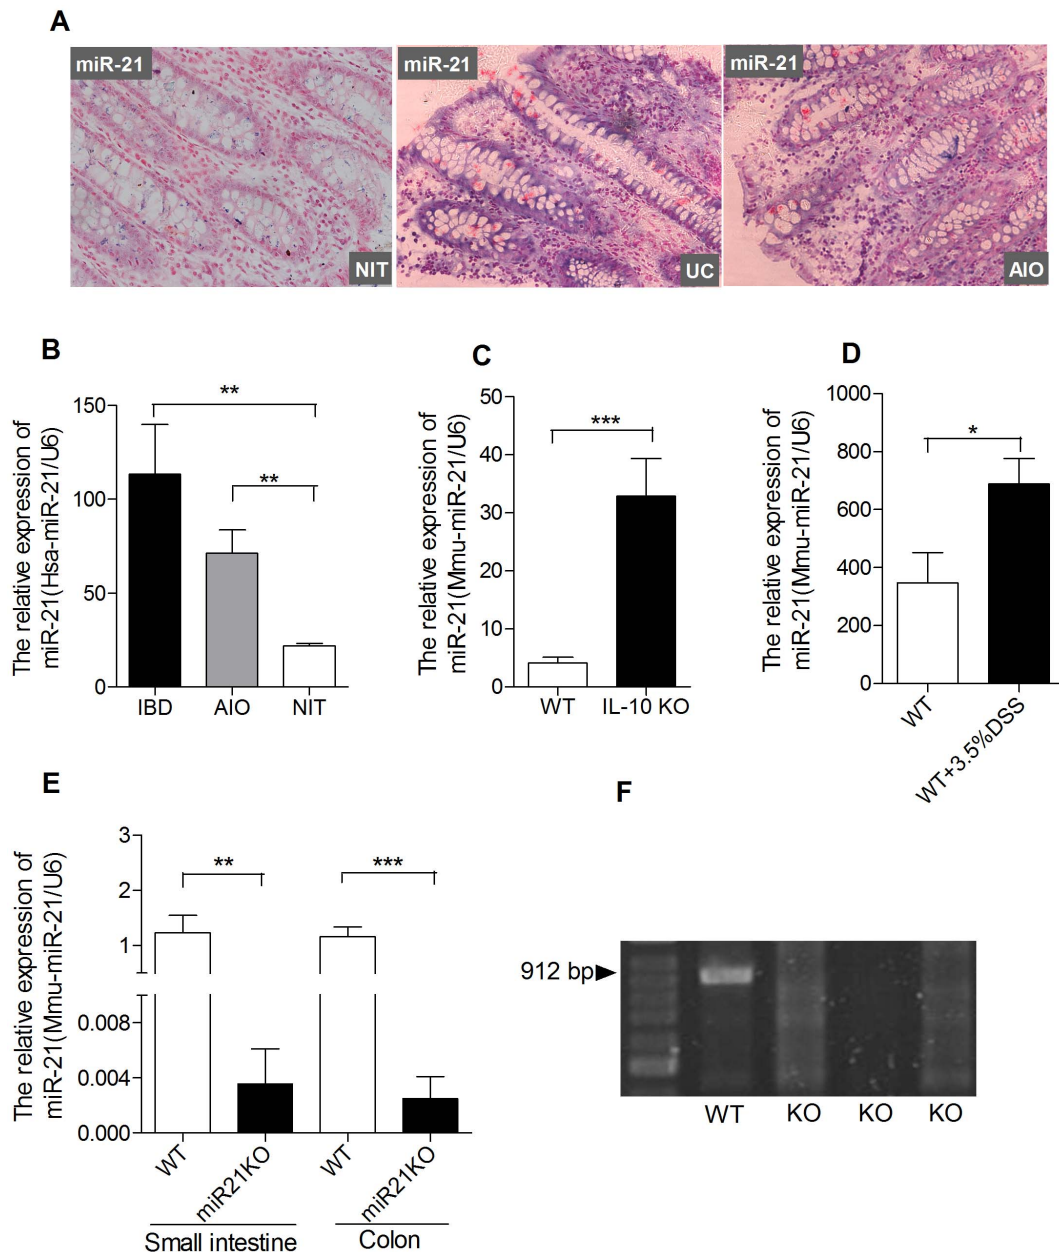 A
miR-21
miR-21
miR-21
NIT
UC
AIO
B
The relative expression of
miR-21(Hsa-miR-21/U6)
150
100
50
0
**
**
IBD
AIO
NIT
C
The relative expression of
miR-21(Mmu-miR-21/U6)
50
40
30
20
10
0
***
WT
IL-10 KO
D
The relative expression of
miR-21(Mmu-miR-21/U6)
1000
800
600
400
200
0
*
WT
WT+3.5%DSS
E
The relative expression of
miR-21(Mmu-miR-21/U6)
3
2
1
0.008
0.004
0.000
**
***
WT
miR21KO
WT
miR21KO
Small intestine
Colon
F
912 bp
WT
KO
KO
KO